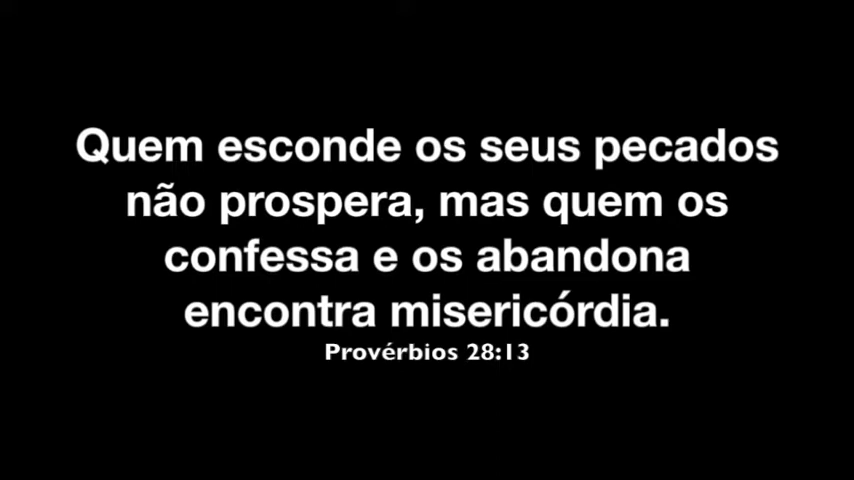 Quem esconde os seus pecados
não prospera, mas quem os
confessa e os abandona
encontra misericórdia.
Provérbios 28:13